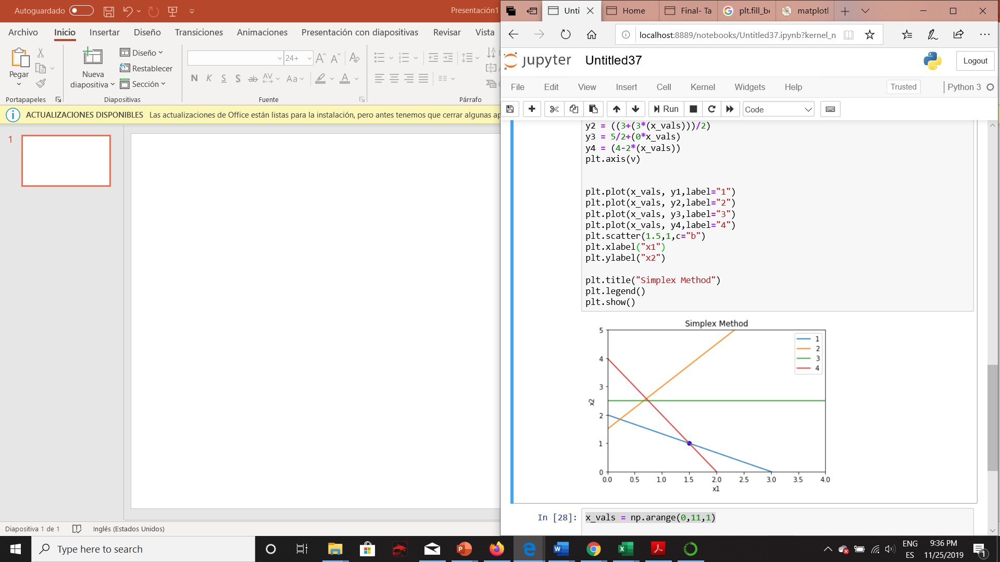 Autoguardado
Presentación1
Archivo Inicio Insertar Diseño Transiciones Animaciones Presentación con diapositivas Revisar Vista
Pegar
Nueva
diapositiva
Diseño
Restablecer
Sección
24+
N K S S ab AV Aa A
Portapapeles Diapositivas Fuente Párrafo
ACTUALIZACIONES DISPONIBLES Las actualizaciones de Office están listas para la instalación, pero antes tenemos que cerrar algunas ap
1
Diapositiva 1 de 1 Inglés (Estados Unidos)
Unti Home Final- Ta plt.fill_be matplotl
localhost:8889/notebooks/Untitled37.ipynb?kernel_n
jupyter Untitled37 Logout
File Edit View Insert Cell Kernel Widgets Help Trusted Python 3
Run Code
y2 = ((3+(3*(x_vals)))/2)
y3 = 5/2+(0*x_vals)
y4 = (4-2*(x_vals))
plt.axis(v)
plt.plot(x_vals, y1,label="1")
plt.plot(x_vals, y2,label="2")
plt.plot(x_vals, y3,label="3")
plt.plot(x_vals, y4,label="4")
plt.scatter(1.5,1,c="b")
plt.xlabel("x1")
plt.ylabel("x2")
plt.title("Simplex Method")
plt.legend()
plt.show()
Simplex Method
5
4
3
2
1
0
x2
1
2
3
4
0.0 0.5 1.0 1.5 2.0 2.5 3.0 3.5 4.0
x1
In [28]: x_vals = np.arange(0,11,1)
Type here to search
ENG
ES
9:36 PM
11/25/2019
1